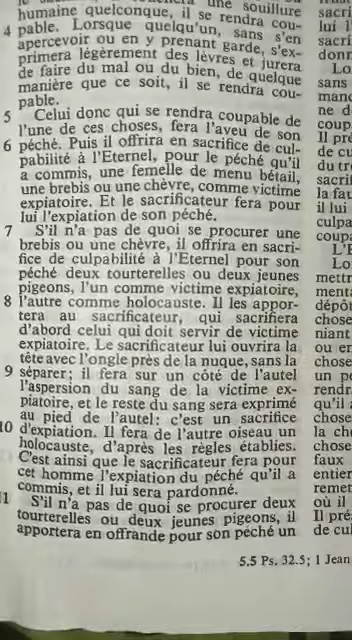 une souillure
humaine quelconque, il se rendra cou-
4 pable. Lorsque quelqu'un, sans s'en
apercevoir ou en y prenant garde, s'ex-
primera légèrement des lèvres et jurera
de faire du mal ou du bien, de quelque
manière que ce soit, il se rendra cou-
pable.
5 Celui donc qui se rendra coupable de
l'une de ces choses, fera l'aveu de son
6 péché. Puis il offrira en sacrifice de cul-
pabilité à l'Eternel, pour le péché qu'il
a commis, une femelle de menu bétail,
une brebis ou une chèvre, comme victime
expiatoire. Et le sacrificateur fera pour
lui l'expiation de son péché.
7 S'il n'a pas de quoi se procurer une
brebis ou une chèvre, il offrira en sacri-
fice de culpabilité à l'Eternel pour son
péché deux tourterelles ou deux jeunes
pigeons, l'un comme victime expiatoire,
8 l'autre comme holocauste. Il les appor-
tera au sacrificateur, qui sacrifiera
d'abord celui qui doit servir de victime
expiatoire. Le sacrificateur lui ouvrira la
tête avec l'ongle près de la nuque, sans la
9 séparer; il fera sur un côté de l'autel
l'aspersion du sang de la victime ex-
piatoire, et le reste du sang sera exprimé
au pied de l'autel: c'est un sacrifice
10 d'expiation. Il fera de l'autre oiseau un
holocauste, d'après les règles établies.
C'est ainsi que le sacrificateur fera pour
cet homme l'expiation du péché qu'il a
commis, et il lui sera pardonné.
11 S'il n'a pas de quoi se procurer deux
tourterelles ou deux jeunes pigeons, il
apportera en offrande pour son péché un
5.5 Ps. 32.5; 1 Jean